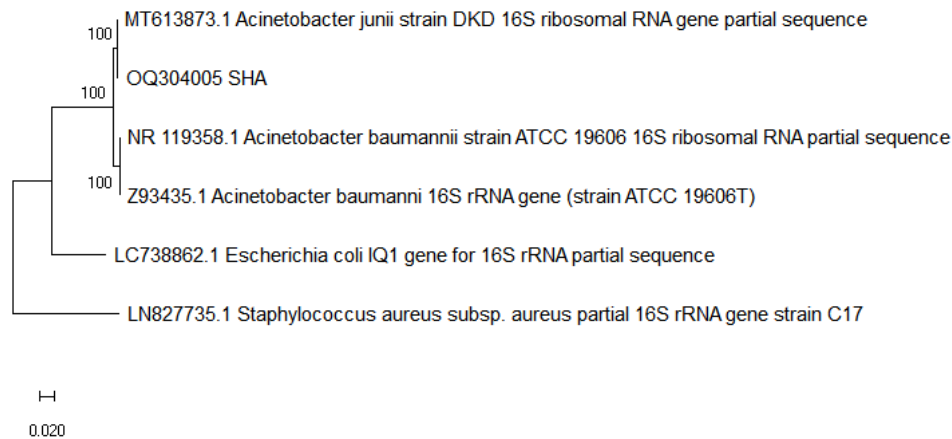 MT613873.1 Acinetobacter junii strain DKD 16S ribosomal RNA gene partial sequence
100
OQ304005 SHA
100
NR 119358.1 Acinetobacter baumannii strain ATCC 19606 16S ribosomal RNA partial sequence
100
Z93435.1 Acinetobacter baumanni 16S rRNA gene (strain ATCC 19606T)
LC738862.1 Escherichia coli IQ1 gene for 16S rRNA partial sequence
LN827735.1 Staphylococcus aureus subsp. aureus partial 16S rRNA gene strain C17
0.020